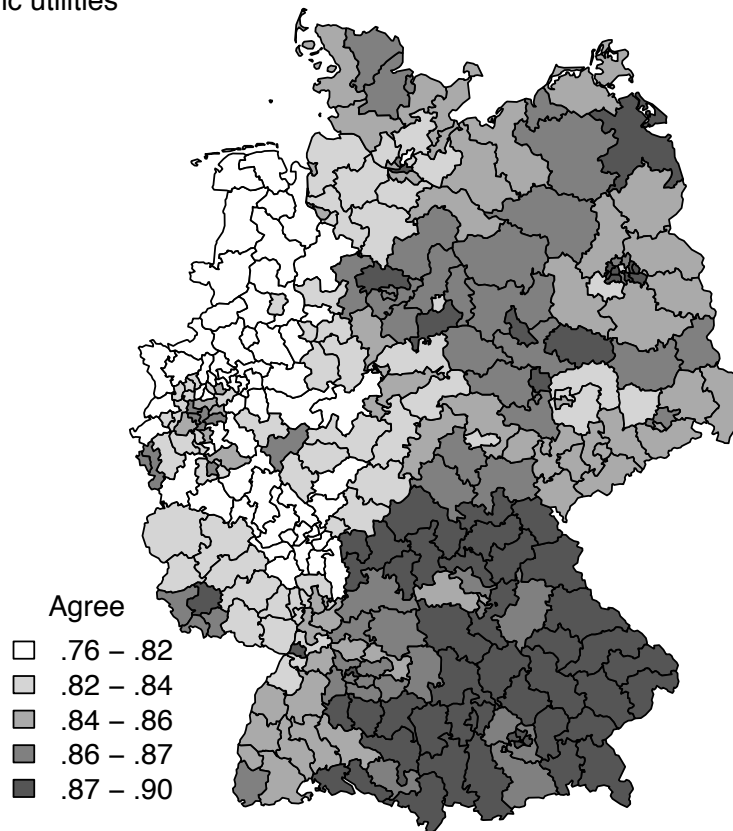 ic utilities
Agree
.76 – .82
.82 – .84
.84 – .86
.86 – .87
.87 – .90